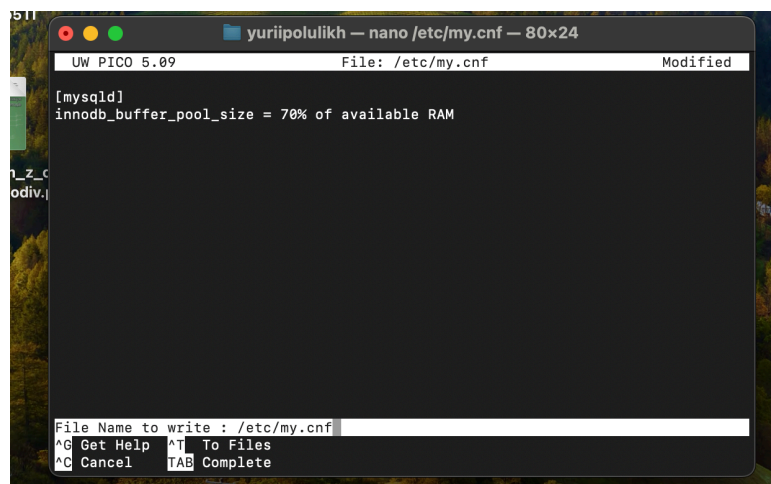 yuriipolulikh — nano /etc/my.cnf — 80×24
UW PICO 5.09 File: /etc/my.cnf Modified
[mysqld]
innodb_buffer_pool_size = 70% of available RAM
File Name to write : /etc/my.cnf
^G Get Help ^T To Files
^C Cancel TAB Complete